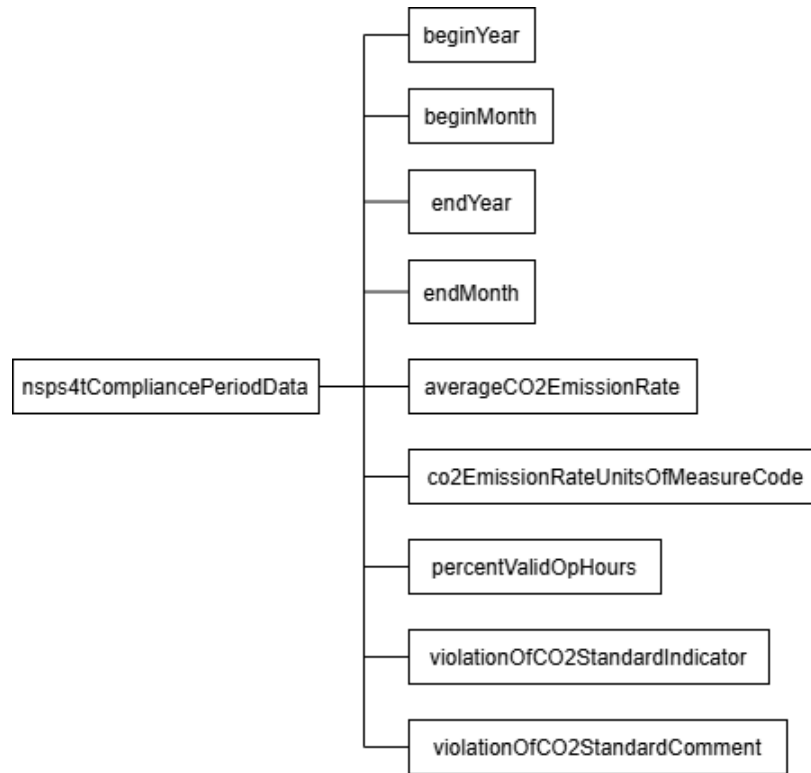 beginYear
beginMonth
endYear
endMonth
nsps4tCompliancePeriodData
averageCO2EmissionRate
co2EmissionRateUnitsOfMeasureCode
percentValidOpHours
violationOfCO2StandardIndicator
violationOfCO2StandardComment